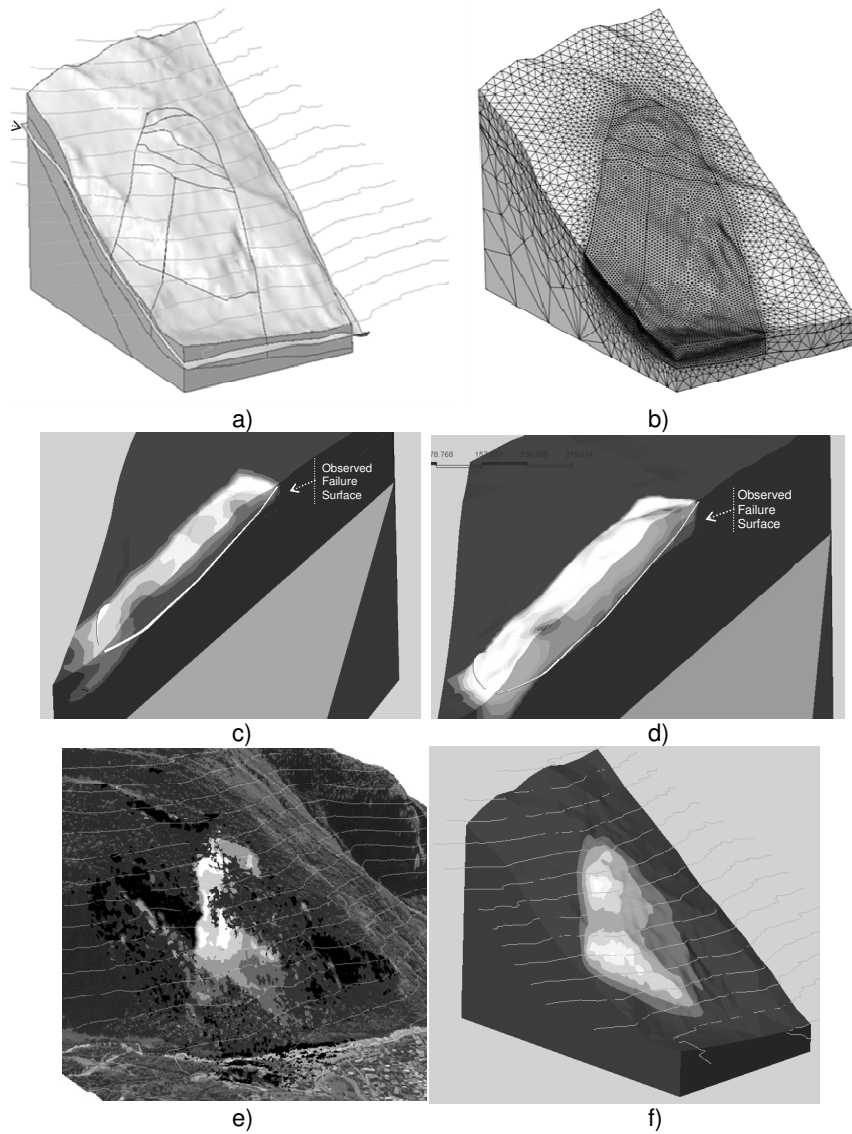 a)
b)
Observed
Failure
Surface
c)
Observed
Failure
Surface
d)
e)
f)